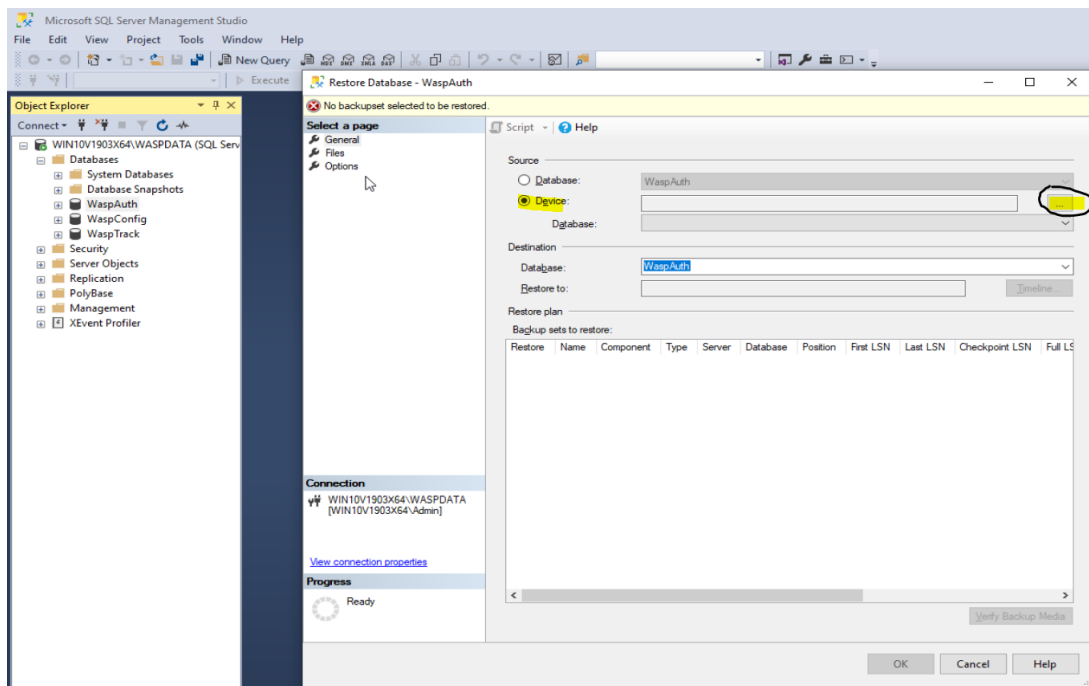 Microsoft SQL Server Management Studio
File Edit View Project Tools Window Help
New Query
Execute
Object Explorer
Connect
WIN10V1903X64\WASPDATA (SQL Serv
Databases
System Databases
Database Snapshots
WaspAuth
WaspConfig
WaspTrack
Security
Server Objects
Replication
PolyBase
Management
XEvent Profiler
Restore Database - WaspAuth
No backupset selected to be restored.
Select a page
General
Files
Options
Connection
WIN10V1903X64\WASPDATA
[WIN10V1903X64\Admin]
View connection properties
Progress
Ready
Script Help
Source
Database: WaspAuth
Device: ...
Database:
Destination
Database: WaspAuth
Restore to: Timeline...
Restore plan
Backup sets to restore:
Restore Name Component Type Server Database Position First LSN Last LSN Checkpoint LSN Full LS
Verify Backup Media
OK Cancel Help